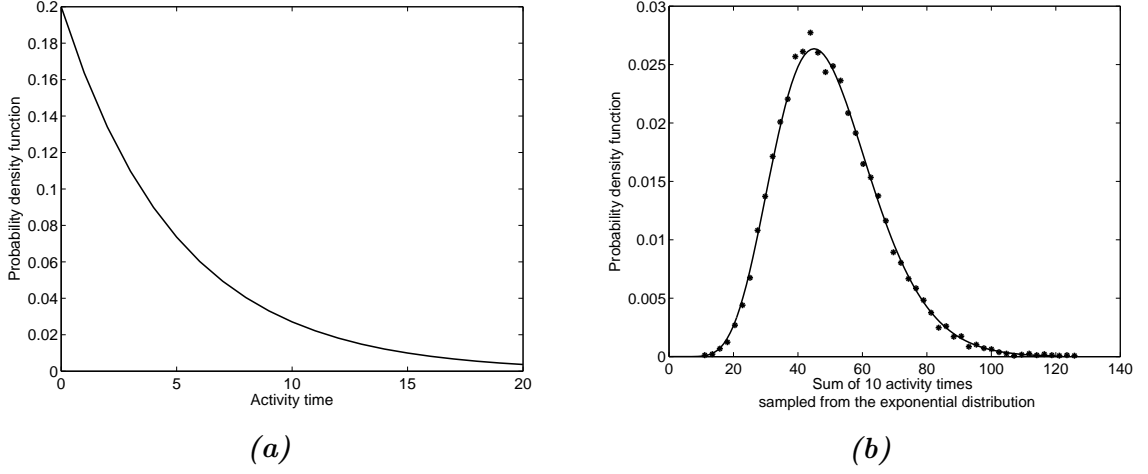 0.2
0.18
0.16
0.14
0.12
0.1
0.08
0.06
0.04
0.02
0
0 5 10 15 20
Probability density function
Activity time
(a)
0.03
0.025
0.02
0.015
0.01
0.005
0
0 20 40 60 80 100 120 140
Probability density function
Sum of 10 activity times
sampled from the exponential distribution
(b)